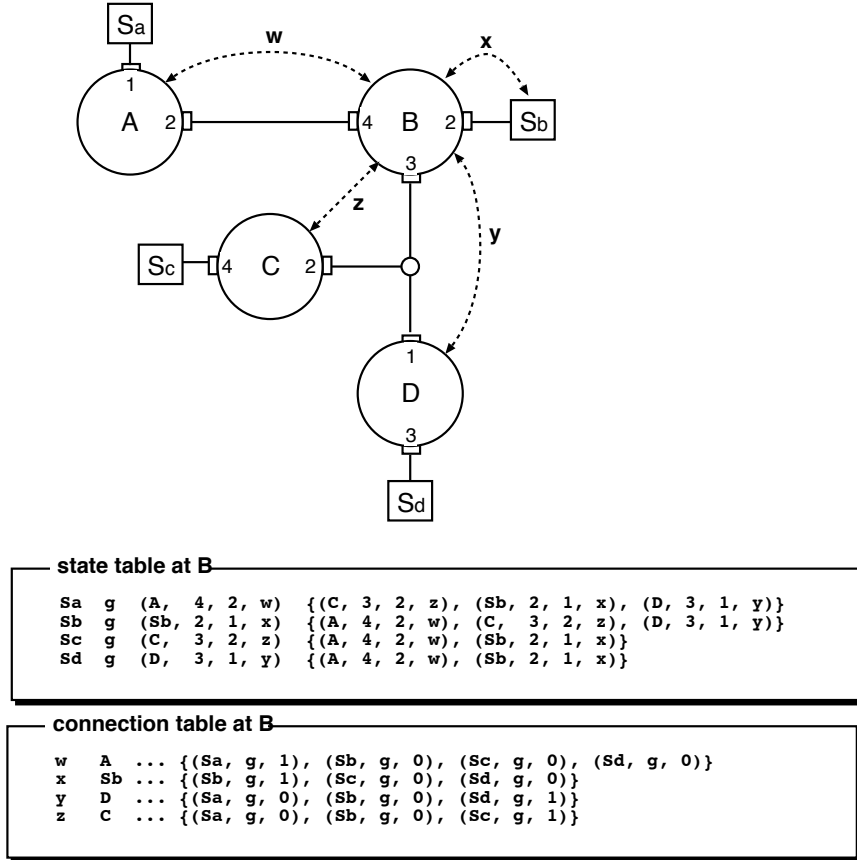 Sa
w
x
1
A 2
4 B 2
Sb
3
z
y
Sc
4 C 2
1
D
3
Sd
state table at B
Sa g (A, 4, 2, w) {(C, 3, 2, z), (Sb, 2, 1, x), (D, 3, 1, y)}
Sb g (Sb, 2, 1, x) {(A, 4, 2, w), (C, 3, 2, z), (D, 3, 1, y)}
Sc g (C, 3, 2, z) {(A, 4, 2, w), (Sb, 2, 1, x)}
Sd g (D, 3, 1, y) {(A, 4, 2, w), (Sb, 2, 1, x)}
connection table at B
w A ... {(Sa, g, 1), (Sb, g, 0), (Sc, g, 0), (Sd, g, 0)}
x Sb ... {(Sb, g, 1), (Sc, g, 0), (Sd, g, 0)}
y D ... {(Sa, g, 0), (Sb, g, 0), (Sd, g, 1)}
z C ... {(Sa, g, 0), (Sb, g, 0), (Sc, g, 1)}